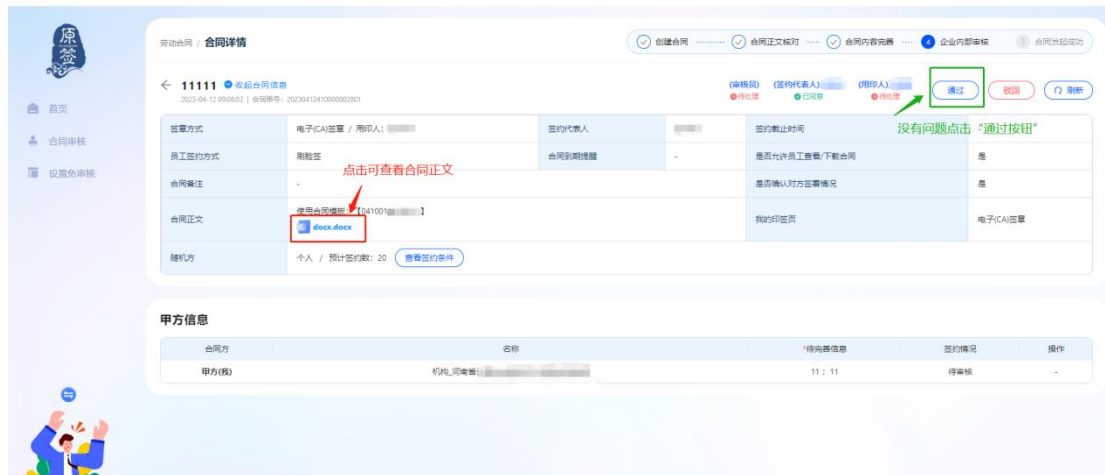 原签
劳动合同 / 合同详情
创建合同
合同正文核对
合同内容完善
4 企业内部审核
5 合同发起成功
← 11111 收起合同信息
2023-04-12 09:08:02 | 合同编号: 20230412410000002801
(审核员) (签约代表人) (用印人)
待处理 已同意 待处理
通过 驳回 刷新
没有问题点击“通过按钮”
首页
合同审核
设置免审核
签章方式 电子(CA)签章 / 用印人: 签约代表人 签约截止时间
员工签约方式 刷脸签 合同到期提醒 - 是否允许员工查看/下载合同 是
点击可查看合同正文
合同备注 - 是否确认对方签署情况 是
合同正文 使用合同模板: 【041001 】 我的印签页 电子(CA)签章
docx.docx
随机方 个人 / 预计签约数: 20 查看签约条件
甲方信息
合同方 名称 *待完善信息 签约情况 操作
甲方(我) 机构_河南省 11: 11 待审核 -